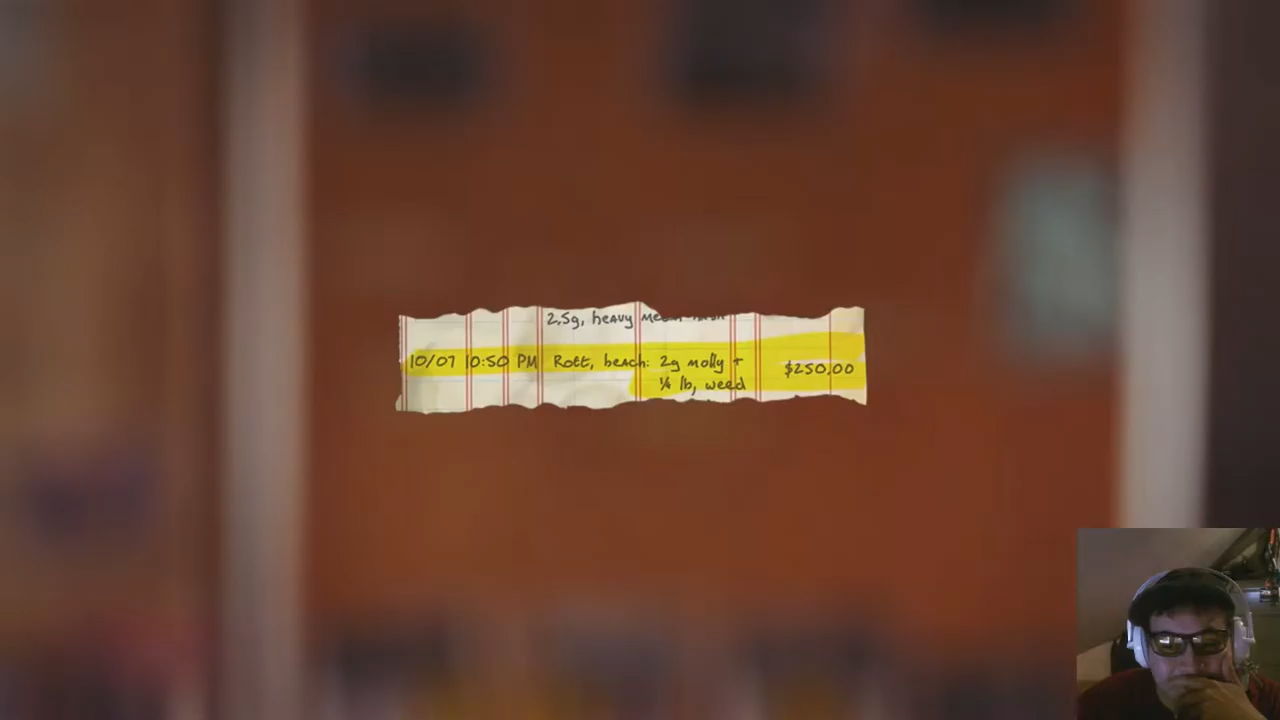 2,5g, heavy
10/07 10:50 PM Rott, beach: 2g molly + $250,00
1/4 lb, weed